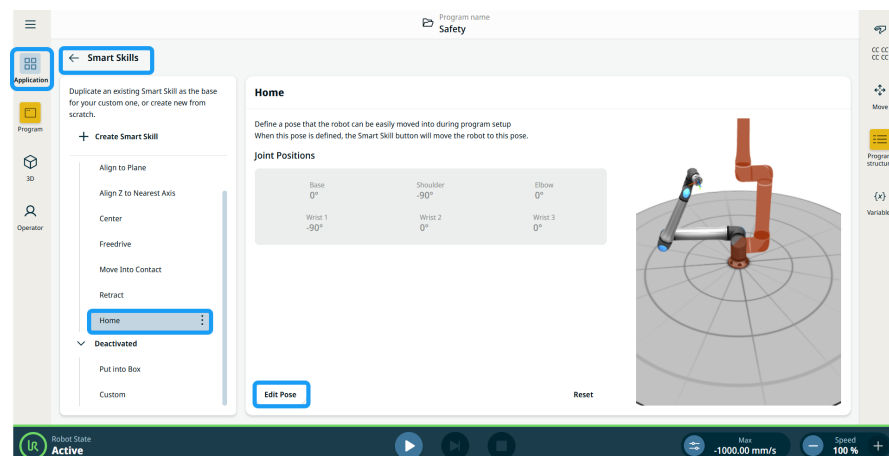 Program name
Safety
Application
Program
3D
Operator
← Smart Skills
Duplicate an existing Smart Skill as the base
for your custom one, or create new from
scratch.
+ Create Smart Skill
Align to Plane
Align Z to Nearest Axis
Center
Freedrive
Move Into Contact
Retract
Home
Deactivated
Put into Box
Custom
Home
Define a pose that the robot can be easily moved into during program setup
When this pose is defined, the Smart Skill button will move the robot to this pose.
Joint Positions
Base Shoulder Elbow
0° -90° 0°
Wrist 1 Wrist 2 Wrist 3
-90° 0° 0°
Edit Pose Reset
CC CC
CC CC
Move
Program
structur
{x}
Variable
UR
Robot State
Active
Max
-1000.00 mm/s
Speed
100 %